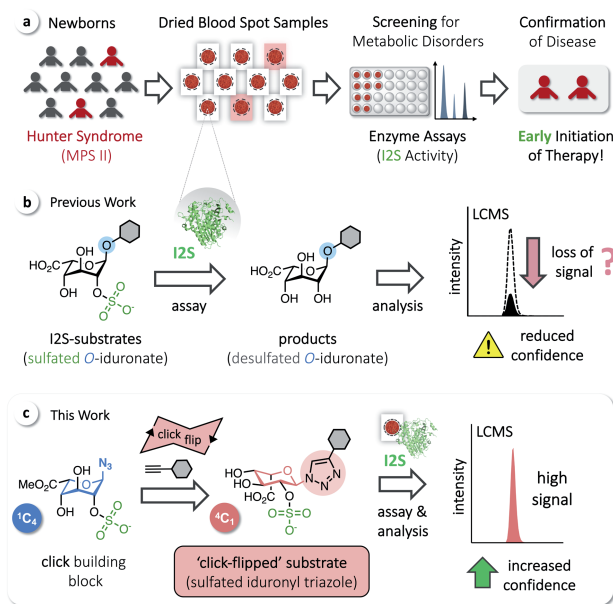 a
Newborns
Dried Blood Spot Samples
Screening for
Metabolic Disorders
Confirmation
of Disease
Hunter Syndrome
(MPS II)
Enzyme Assays
(I2S Activity)
Early Initiation
of Therapy!
b
Previous Work
I2S
OH
O
O
HO₂C
OH
O
S
O
O
O⁻
assay
OH
O
O
HO₂C
OH
OH
analysis
LCMS
intensity
loss of
signal
?
I2S-substrates
(sulfated O-iduronate)
products
(desulfated O-iduronate)
!
reduced
confidence
c
This Work
click
flip
I2S
LCMS
intensity
high
signal
OH
N₃
O
MeO₂C
OH
O
S
O
O
O⁻
¹C₄
HO
HO
HO₂C
O
N
N
N
O
O=S=O
O⁻
⁴C₁
assay &
analysis
click building
block
'click-flipped' substrate
(sulfated iduronyl triazole)
increased
confidence